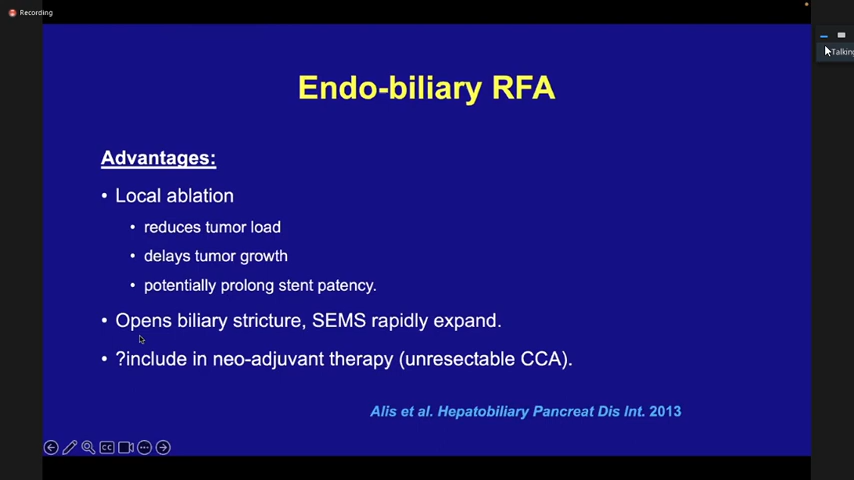 Recording
Talking
Endo-biliary RFA
Advantages:
• Local ablation
• reduces tumor load
• delays tumor growth
• potentially prolong stent patency.
• Opens biliary stricture, SEMS rapidly expand.
• ?include in neo-adjuvant therapy (unresectable CCA).
Alis et al. Hepatobiliary Pancreat Dis Int. 2013
CC